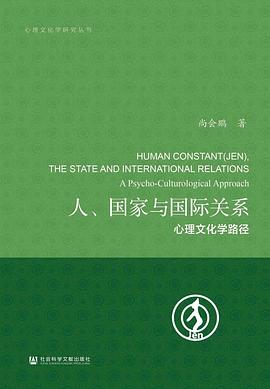 心理文化学研究丛书
尚会鹏 著
HUMAN CONSTANT(JEN),
THE STATE AND INTERNATIONAL RELATIONS
A Psycho-Culturological Approach
人、国家与国际关系
心理文化学路径
Jen
社会科学文献出版社